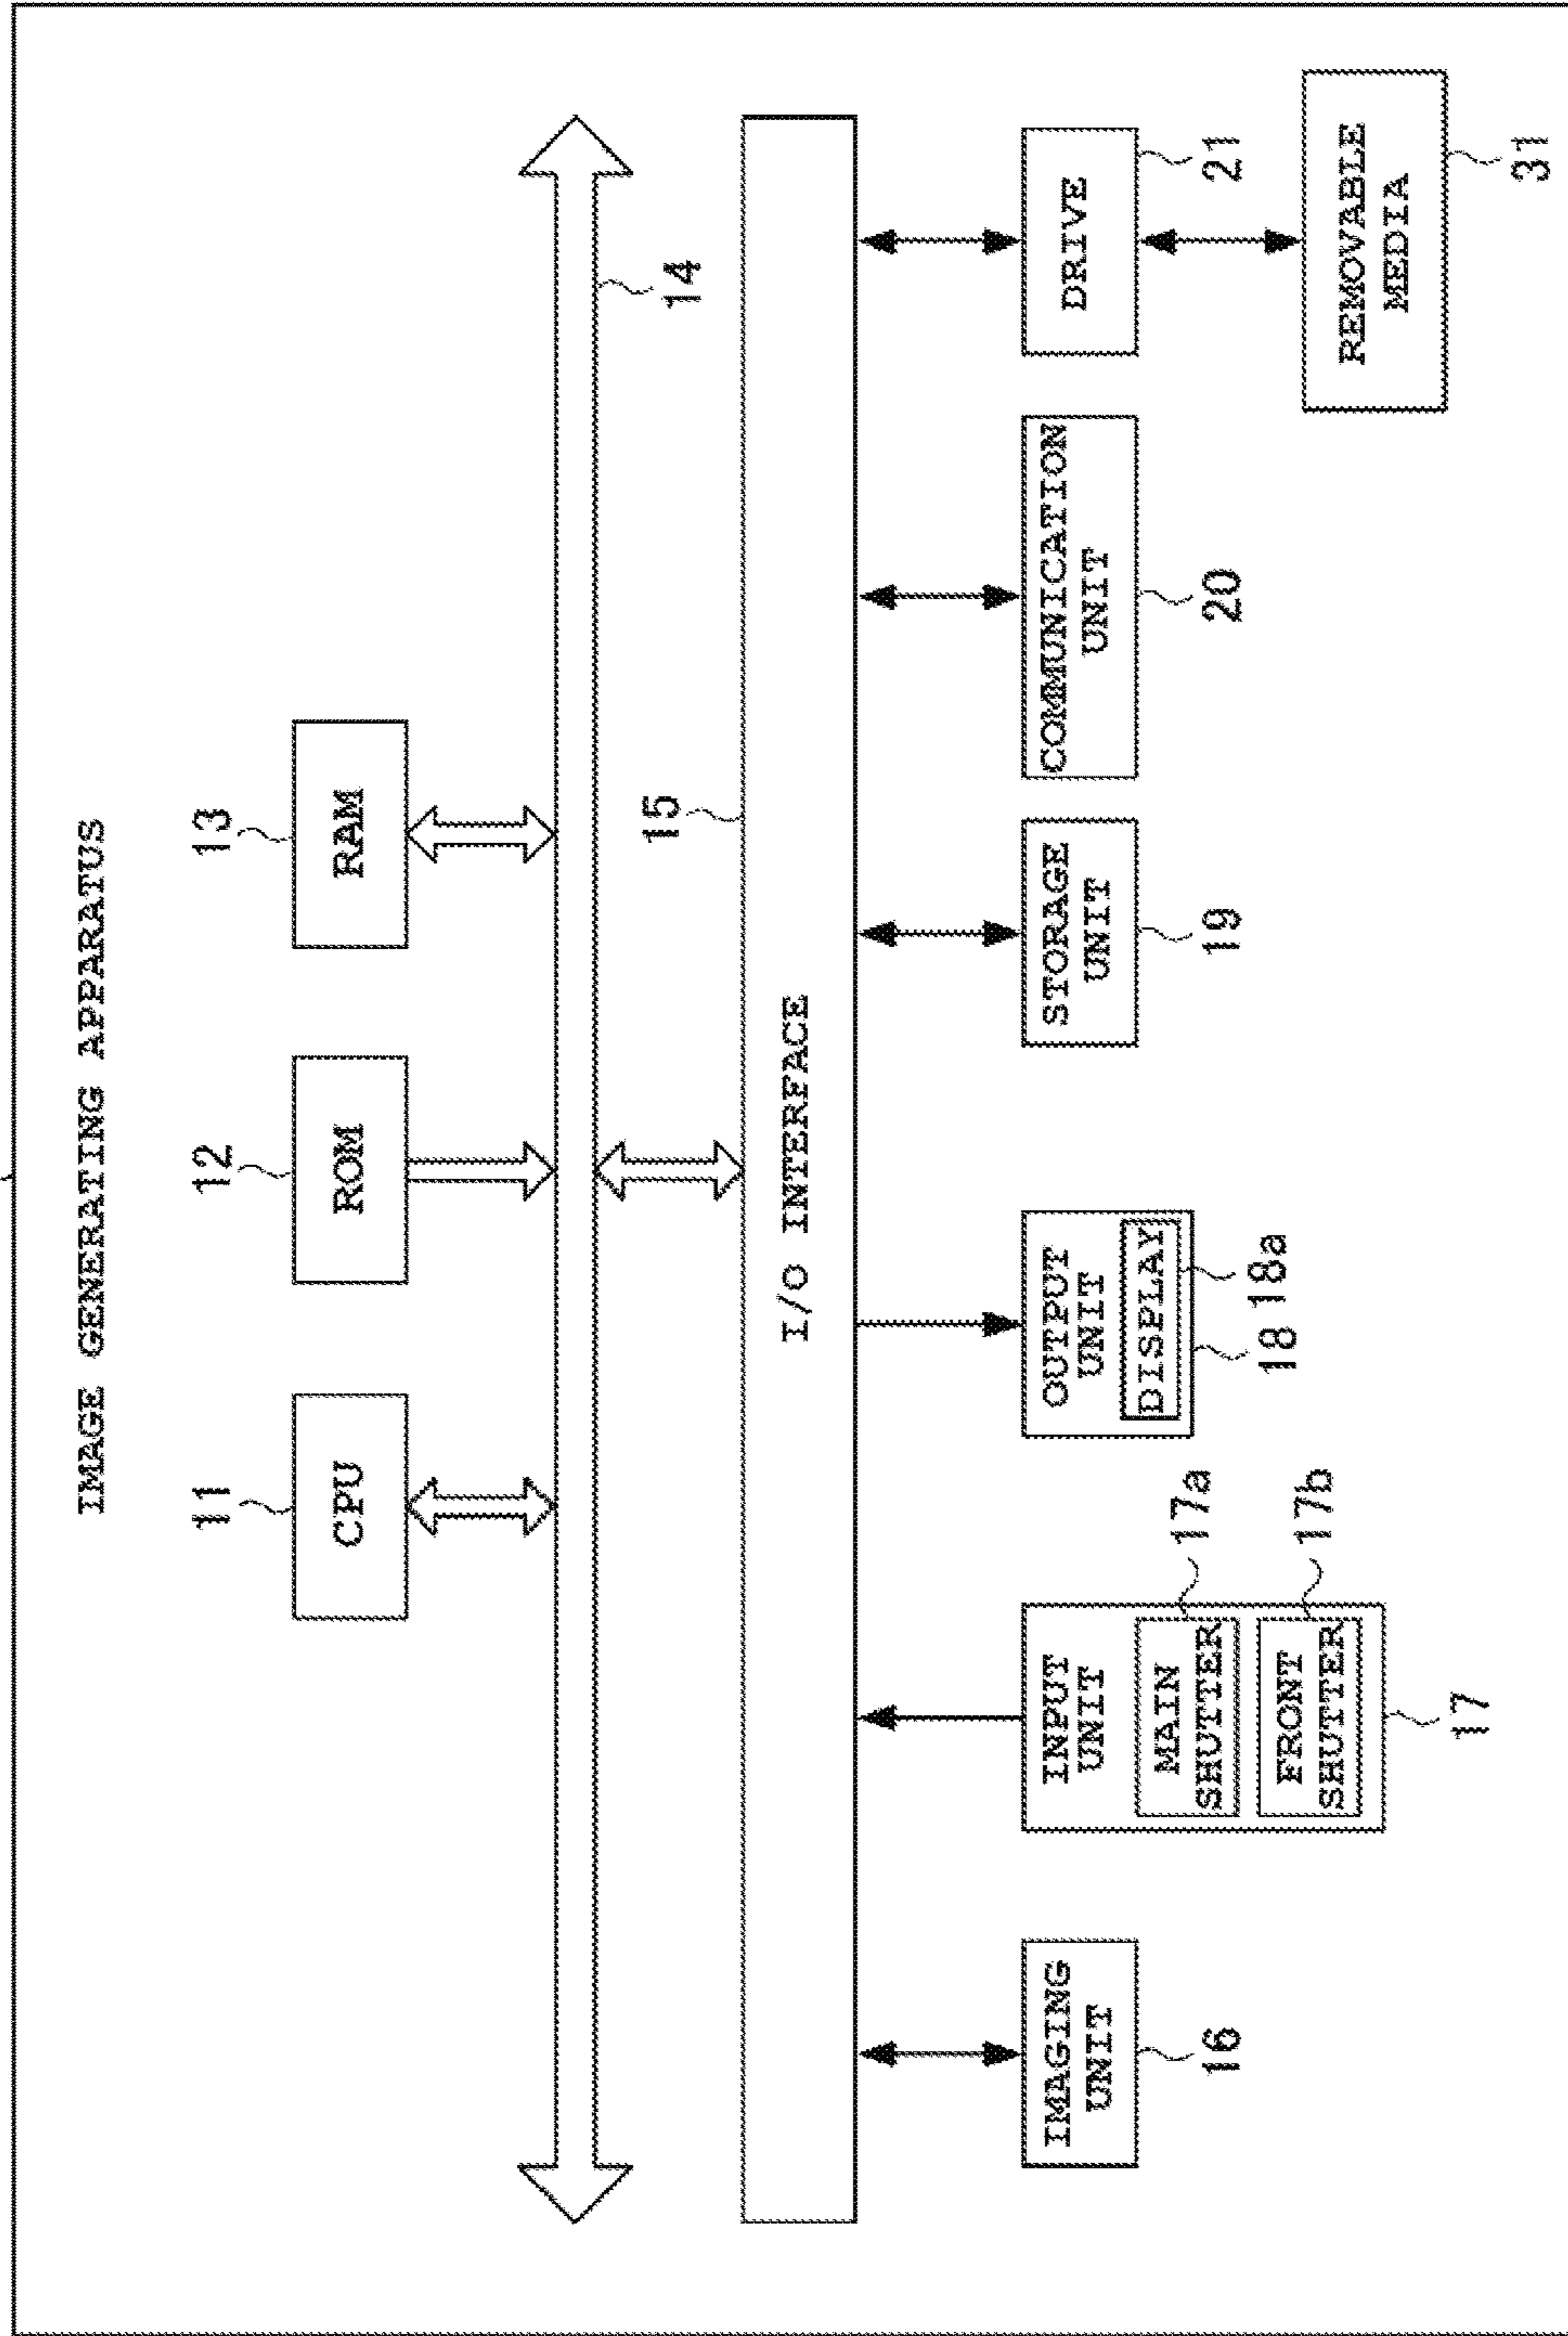 IMAGE GENERATING APPARATUS
11
12
13
CPU
ROM
RAM
14
15
I/O INTERFACE
IMAGING
UNIT
16
INPUT
UNIT
MAIN
SHUTTER
17a
FRONT
SHUTTER
17b
17
OUTPUT
UNIT
DISPLAY
18 18a
STORAGE
UNIT
19
COMMUNICATION
UNIT
20
DRIVE
21
REMOVABLE
MEDIA
31